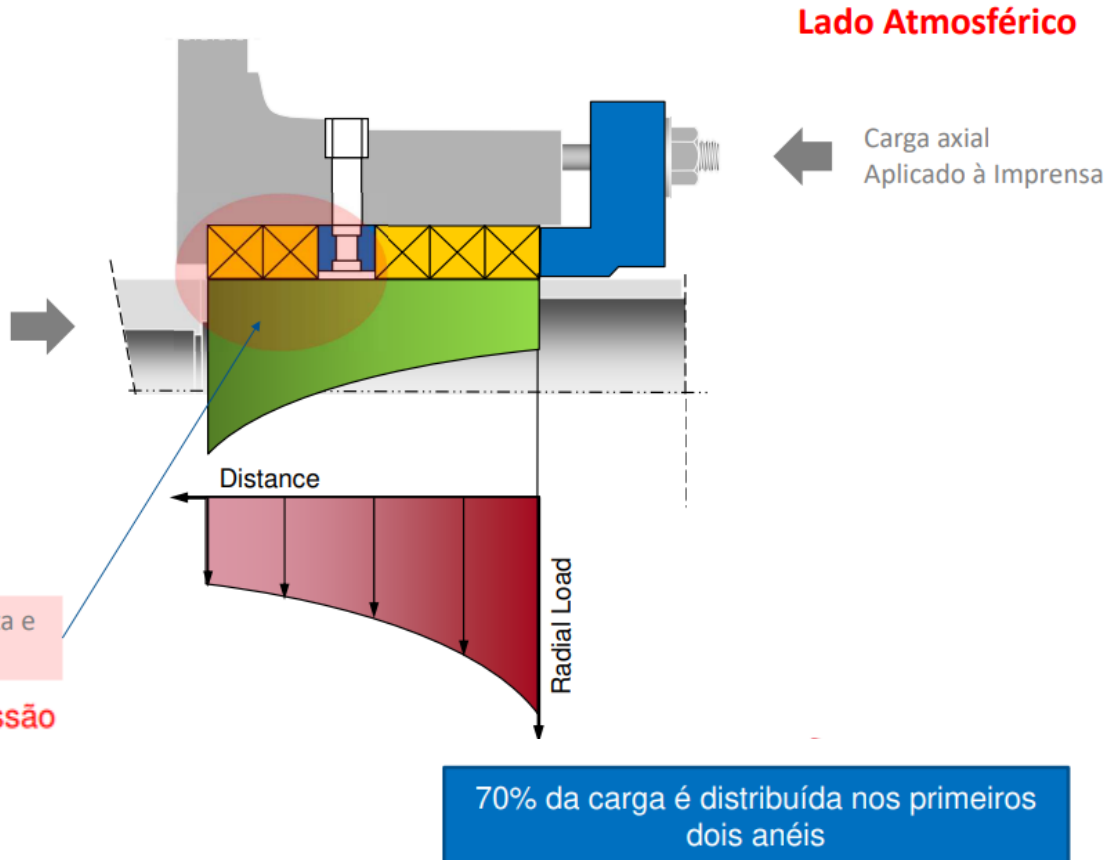 Lado Atmosférico
Carga axial
Aplicado à Imprensa
Distance
Radial Load
a e
ssão
70% da carga é distribuída nos primeiros
dois anéis